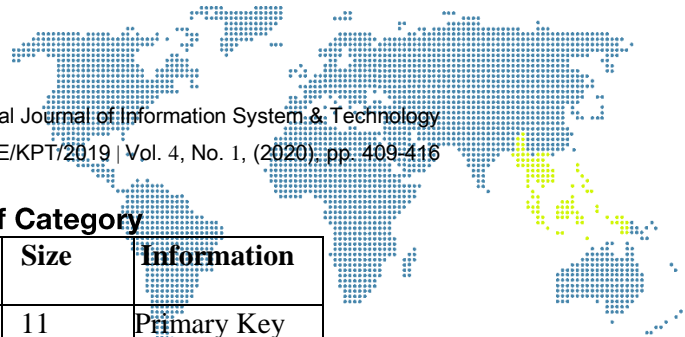 al Journal of Information System & Technology
E/KPT/2019 | Vol. 4, No. 1, (2020), pp. 409-416
f Category
Size Information
11 Primary Key